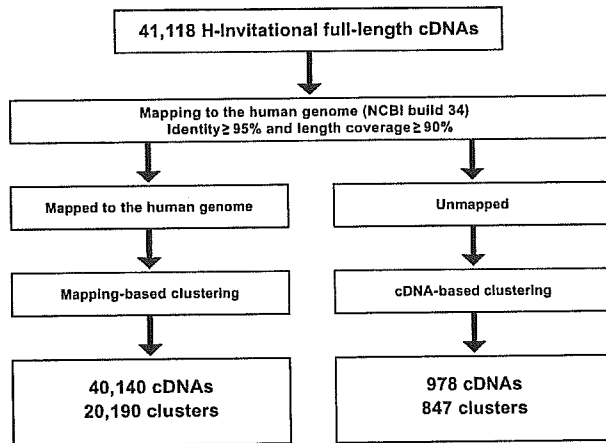 41,118 H-Invitational full-length cDNAs
Mapping to the human genome (NCBI build 34)
Identity≥95% and length coverage≥90%
Mapped to the human genome
Unmapped
Mapping-based clustering
cDNA-based clustering
40,140 cDNAs
20,190 clusters
978 cDNAs
847 clusters